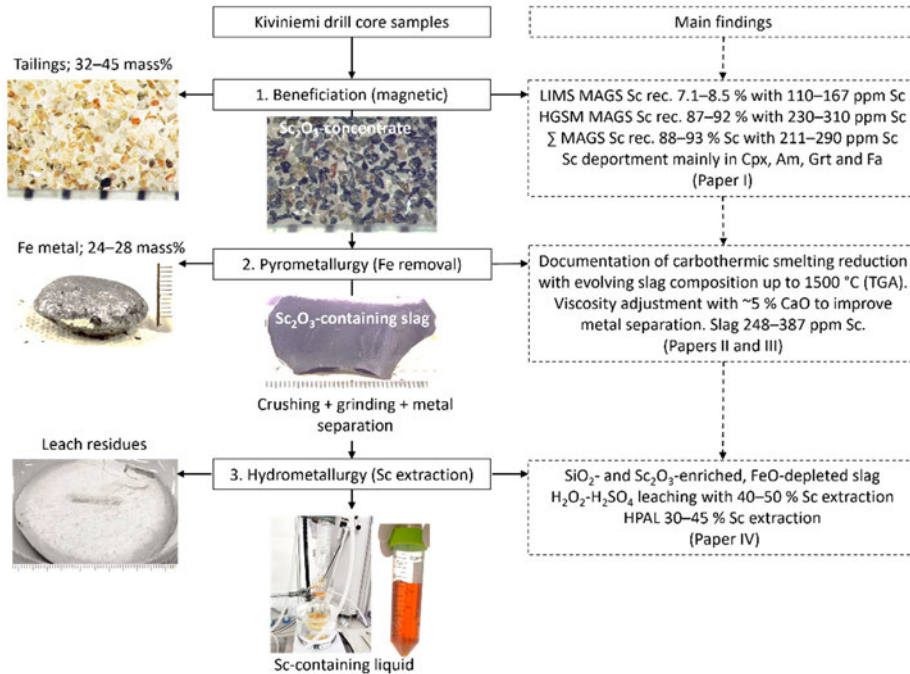 Kiviniemi drill core samples
Main findings
Tailings; 32–45 mass%
1. Beneficiation (magnetic)
Sc₂O₃-concentrate
LIMS MAGS Sc rec. 7.1–8.5 % with 110–167 ppm Sc
HGSM MAGS Sc rec. 87–92 % with 230–310 ppm Sc
∑ MAGS Sc rec. 88–93 % Sc with 211–290 ppm Sc
Sc deportment mainly in Cpx, Am, Grt and Fa
(Paper I)
Fe metal; 24–28 mass%
2. Pyrometallurgy (Fe removal)
Sc₂O₃-containing slag
Crushing + grinding + metal
separation
Documentation of carbothermic smelting reduction
with evolving slag composition up to 1500 °C (TGA).
Viscosity adjustment with ~5 % CaO to improve
metal separation. Slag 248–387 ppm Sc.
(Papers II and III)
Leach residues
3. Hydrometallurgy (Sc extraction)
SiO₂- and Sc₂O₃-enriched, FeO-depleted slag
H₂O₂-H₂SO₄ leaching with 40–50 % Sc extraction
HPAL 30–45 % Sc extraction
(Paper IV)
Sc-containing liquid